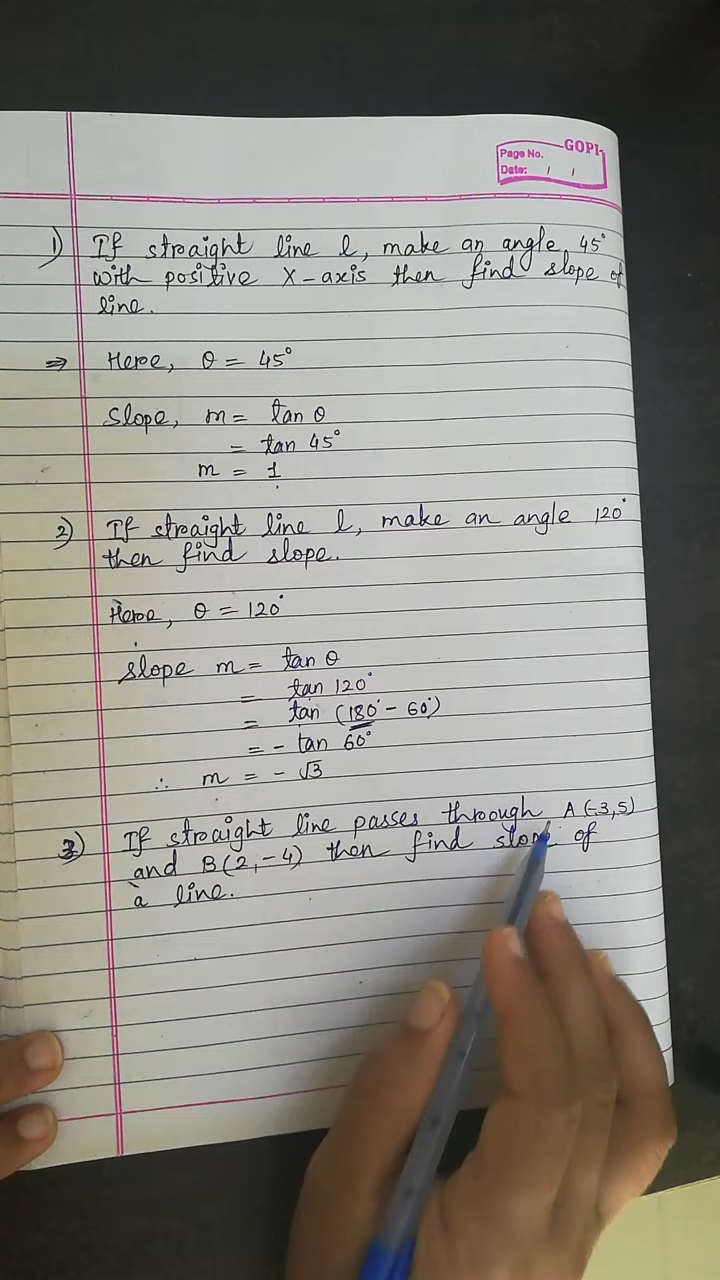 GOPI
Page No.
Date: / /
1) If straight line l, make an angle 45°
with positive X-axis then find slope of
line.
⇒ Here, θ = 45°
Slope, m = tan θ
= tan 45°
m = 1
2) If straight line l, make an angle 120°
then find slope.
Here, θ = 120°
slope m = tan θ
= tan 120°
= tan (180° - 60°)
= - tan 60°
∴ m = - √3
3) If straight line passes through A (-3,5)
and B(2,-4) then find slope of
a line.